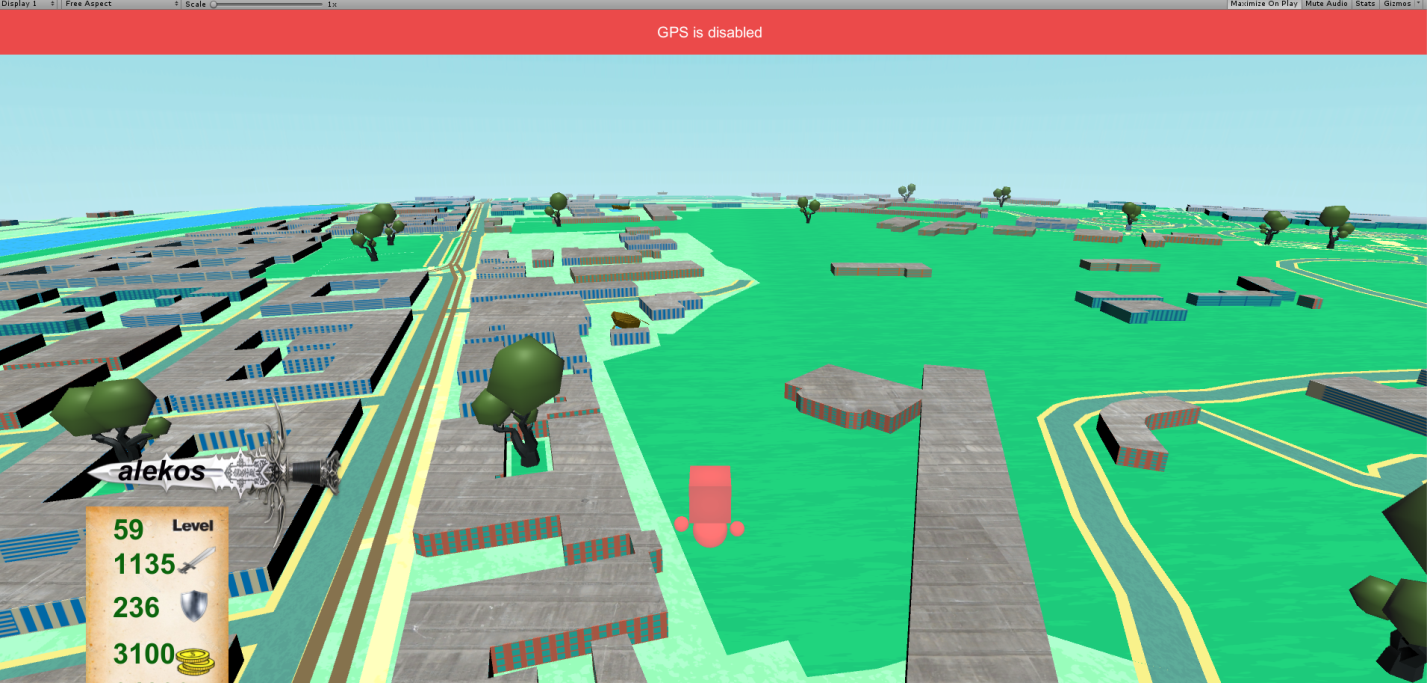 Display 1 Free Aspect Scale 1x Maximize On Play Mute Audio Stats Gizmos
GPS is disabled
alekos
59 Level
1135
236
3100